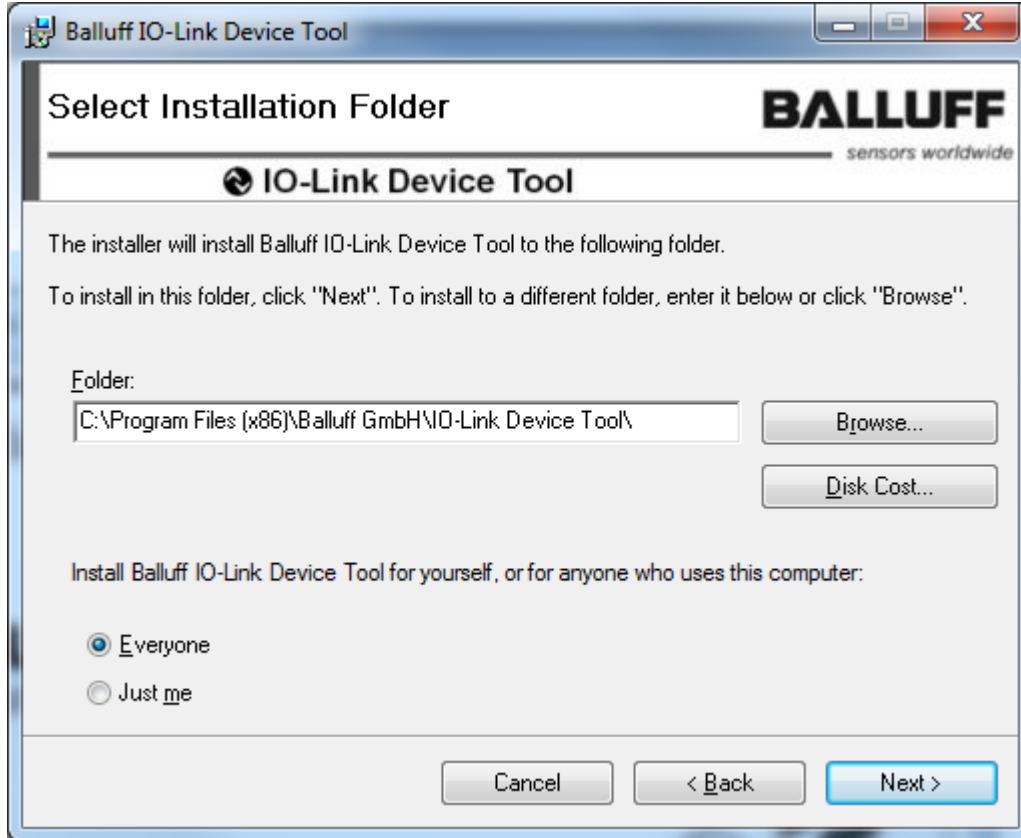 Balluff IO-Link Device Tool
Select Installation Folder
BALLUFF
sensors worldwide
IO-Link Device Tool
The installer will install Balluff IO-Link Device Tool to the following folder.
To install in this folder, click "Next". To install to a different folder, enter it below or click "Browse".
Folder:
C:\Program Files (x86)\Balluff GmbH\IO-Link Device Tool\
Browse...
Disk Cost...
Install Balluff IO-Link Device Tool for yourself, or for anyone who uses this computer:
Everyone
Just me
Cancel
< Back
Next >